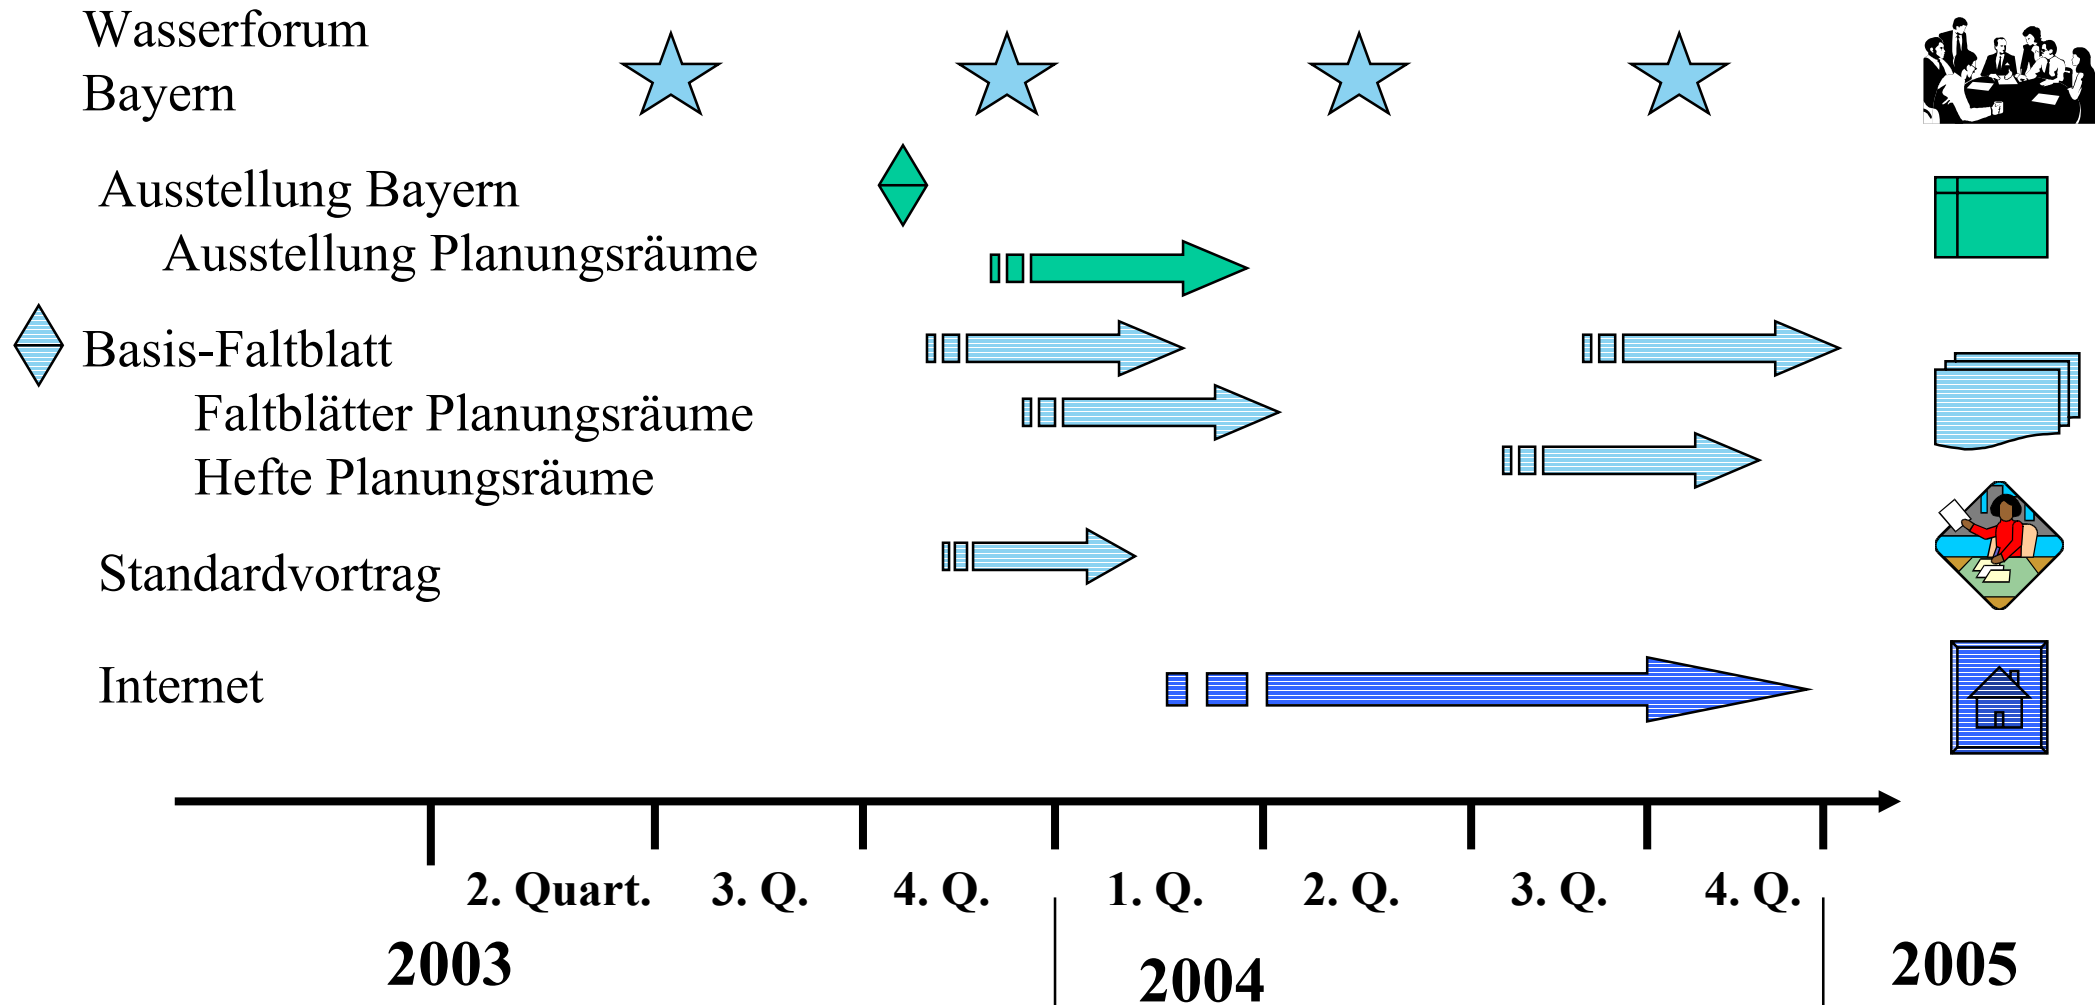 Wasserforum
Bayern
Ausstellung Bayern
Ausstellung Planungsräume
Basis-Faltblatt
Faltblätter Planungsräume
Hefte Planungsräume
Standardvortrag
Internet
2. Quart. 3. Q. 4. Q. 1. Q. 2. Q. 3. Q. 4. Q.
2003 2004 2005